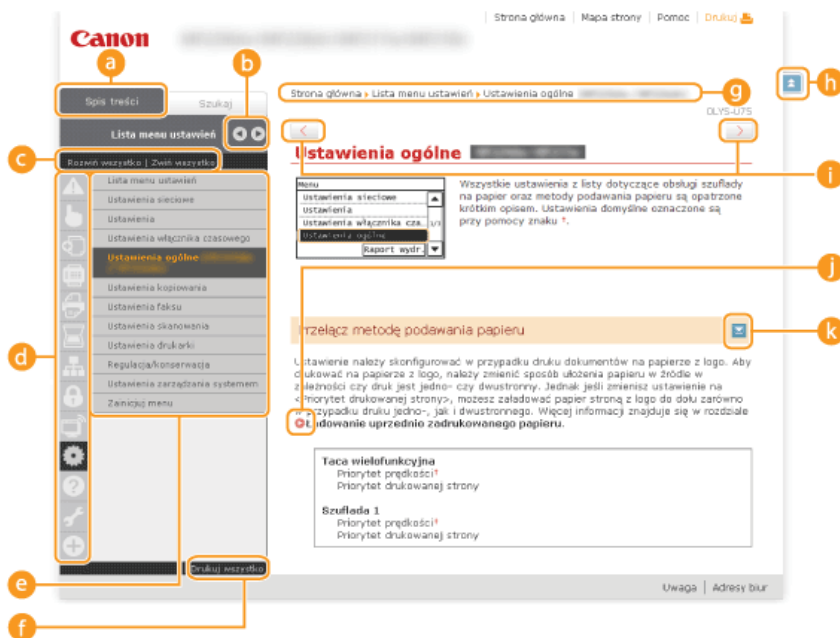 Strona główna | Mapa strony | Pomoc | Drukuj
Canon
a
b
h
Spis treści
Szukaj
Strona główna ▸ Lista menu ustawień ▸ Ustawienia ogólne
g
OLYS-U75
Lista menu ustawień
c
Rozwiń wszystko | Zwiń wszystko
Ustawienia ogólne
i
Lista menu ustawień
Ustawienia sieciowe
Ustawienia
Ustawienia włącznika czasowego
Ustawienia ogólne
Ustawienia kopiowania
Ustawienia faksu
Ustawienia skanowania
Ustawienia drukarki
Regulacja/konserwacja
Ustawienia zarządzania systemem
Zainicjuj menu
d
Menu
Ustawienia sieciowe
Ustawienia
Ustawienia włącznika cza.
1/3
Ustawienia ogólne
Raport wydr.
Wszystkie ustawienia z listy dotyczące obsługi szuflady
na papier oraz metody podawania papieru są opatrzone
krótkim opisem. Ustawienia domyślne oznaczone są
przy pomocy znaku †.
j
Przełącz metodę podawania papieru
k
Ustawienie należy skonfigurować w przypadku druku dokumentów na papierze z logo. Aby
drukować na papierze z logo, należy zmienić sposób ułożenia papieru w źródle w
zależności czy druk jest jedno- czy dwustronny. Jednak jeśli zmienisz ustawienie na
<Priorytet drukowanej strony>, możesz załadować papier stroną z logo do dołu zarówno
w przypadku druku jedno-, jak i dwustronnego. Więcej informacji znajduje się w rozdziale
Ładowanie uprzednio zadrukowanego papieru.
Taca wielofunkcyjna
Priorytet prędkości†
Priorytet drukowanej strony
Szuflada 1
Priorytet prędkości†
Priorytet drukowanej strony
e
Drukuj wszystko
f
Uwaga | Adresy biur